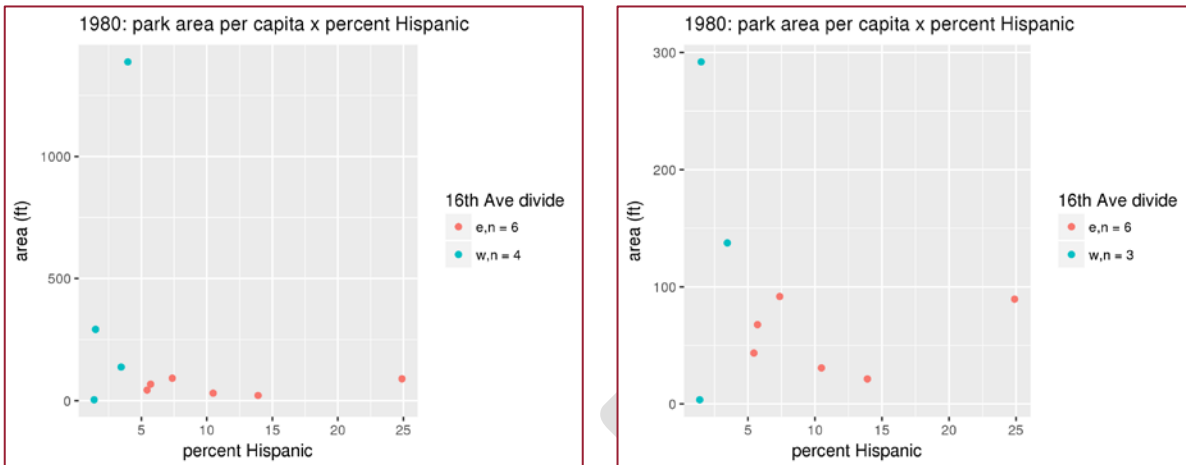 1980: park area per capita x percent Hispanic
1000
500
0
area (ft)
5 10 15 20 25
percent Hispanic
16th Ave divide
e,n = 6
w,n = 4
1980: park area per capita x percent Hispanic
300
200
100
0
area (ft)
5 10 15 20 25
percent Hispanic
16th Ave divide
e,n = 6
w,n = 3